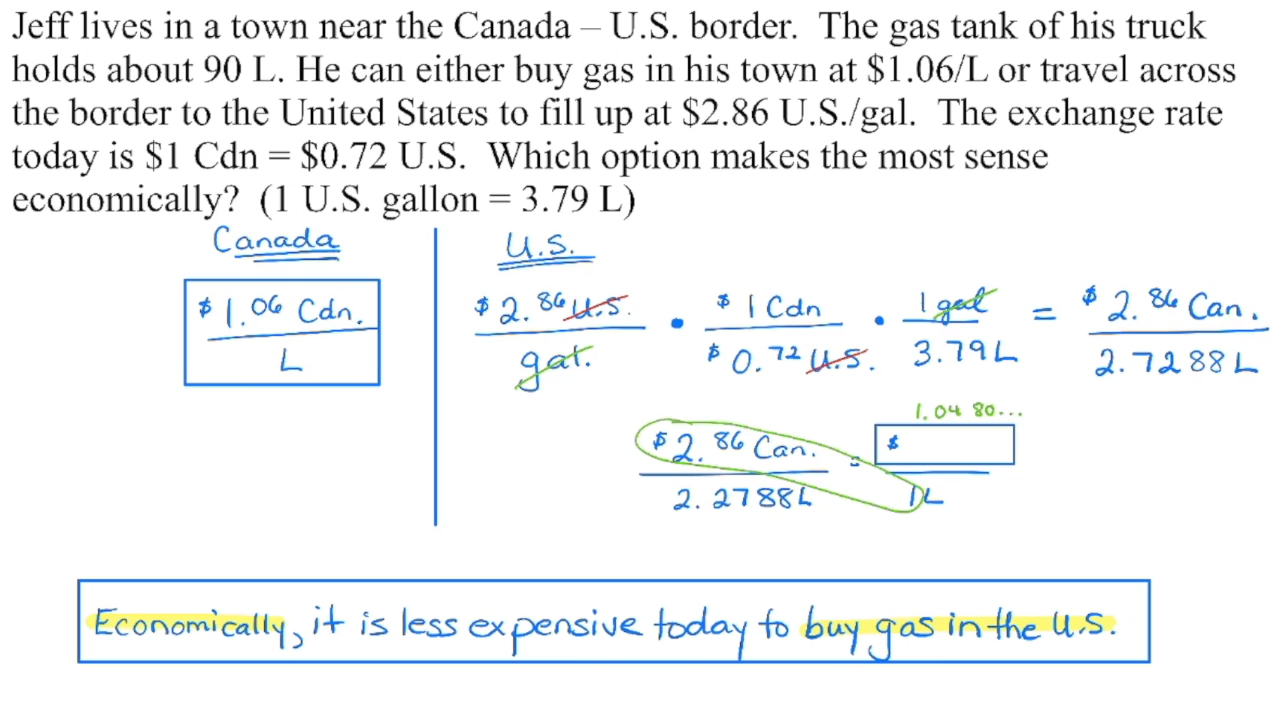 Jeff lives in a town near the Canada – U.S. border. The gas tank of his truck
holds about 90 L. He can either buy gas in his town at $1.06/L or travel across
the border to the United States to fill up at $2.86 U.S./gal. The exchange rate
today is $1 Cdn = $0.72 U.S. Which option makes the most sense
economically? (1 U.S. gallon = 3.79 L)
Canada
$1.06 Cdn.
L
U.S.
$2.86 U.S. • $1 Cdn • 1 gal = $2.86 Can.
gal. $0.72 U.S. 3.79L 2.7288L
1.0480...
$2.86 Can. = $
2.2788L 1L
Economically, it is less expensive today to buy gas in the U.S.